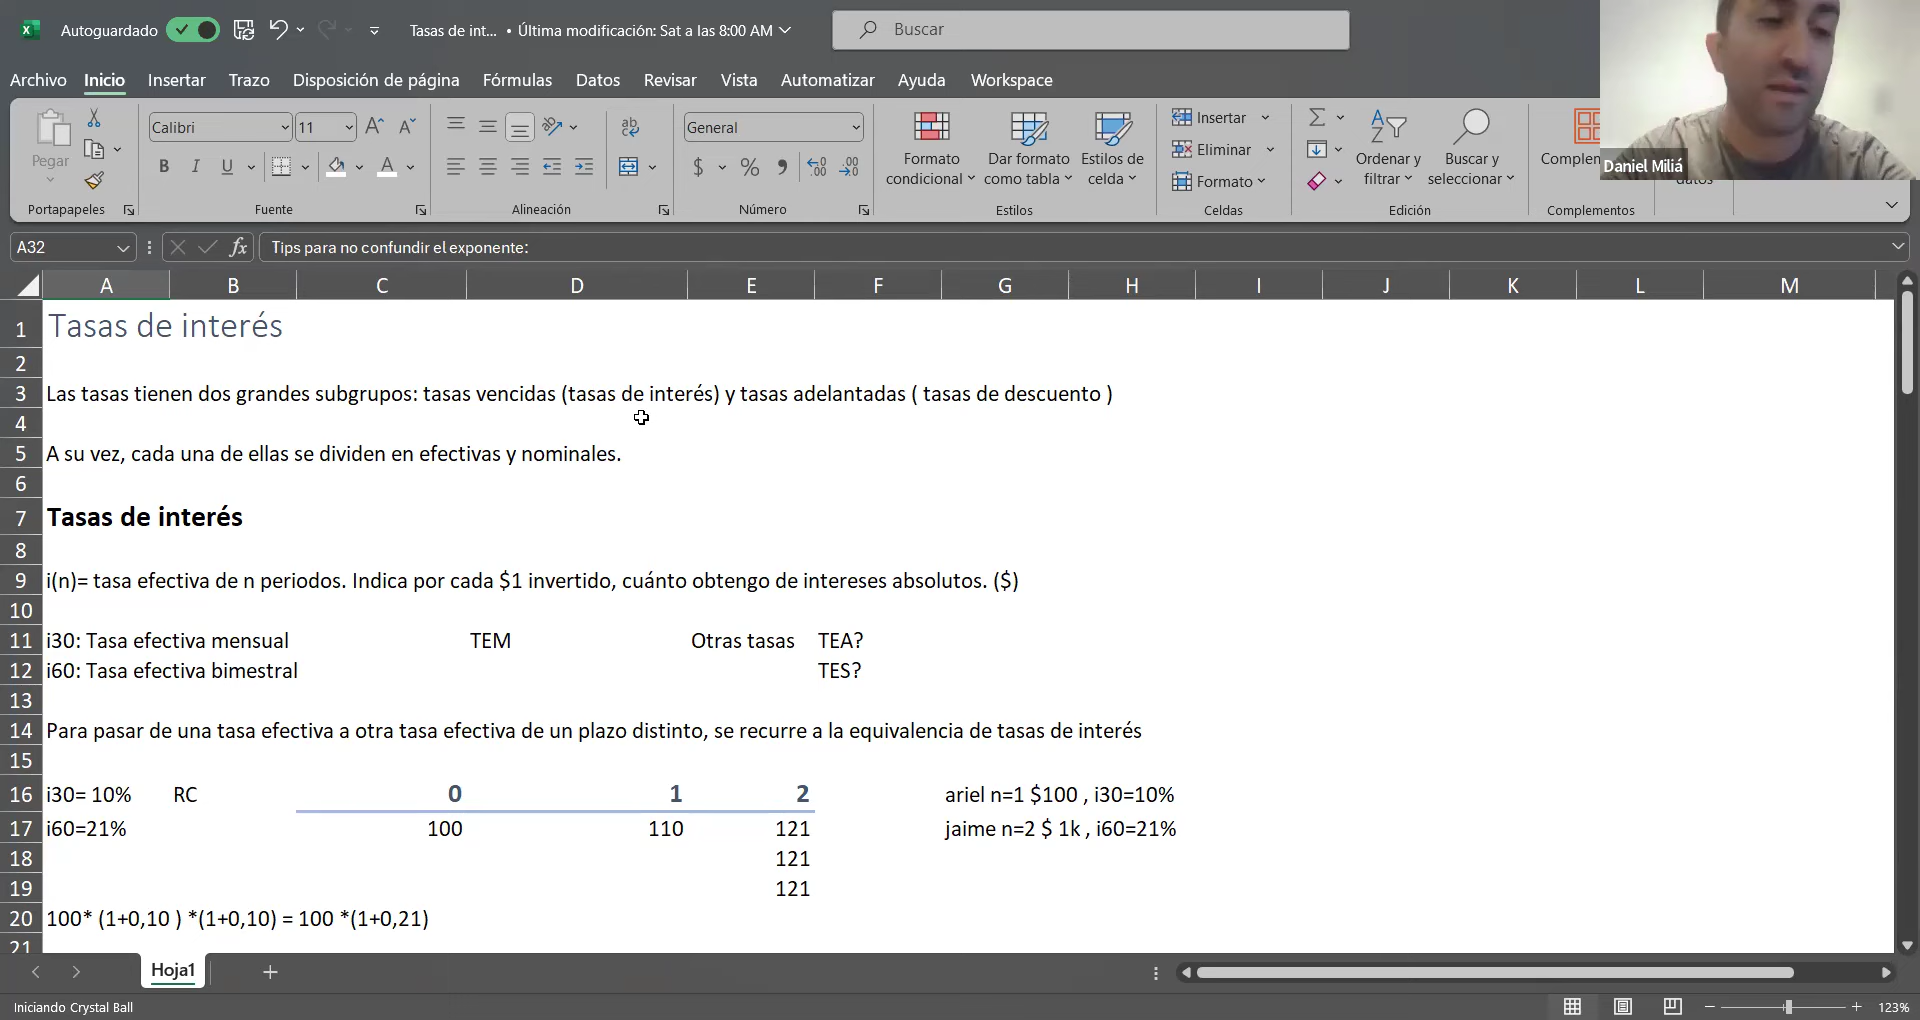 Autoguardado
Tasas de int... • Última modificación: Sat a las 8:00 AM
Buscar
Archivo Inicio Insertar Trazo Disposición de página Fórmulas Datos Revisar Vista Automatizar Ayuda Workspace
Pegar
Portapapeles
Calibri 11
N I S A
Fuente
ab
Alineación
General
$ % 
Número
Formato condicional
Dar formato como tabla
Estilos de celda
Estilos
Insertar
Eliminar
Formato
Celdas
Ordenar y filtrar
Buscar y seleccionar
Edición
Complementos
Daniel Miliá
A32
fx
Tips para no confundir el exponente:
A B C D E F G H I J K L M
1 Tasas de interés
2
3 Las tasas tienen dos grandes subgrupos: tasas vencidas (tasas de interés) y tasas adelantadas ( tasas de descuento )
4
5 A su vez, cada una de ellas se dividen en efectivas y nominales.
6
7 Tasas de interés
8
9 i(n)= tasa efectiva de n periodos. Indica por cada $1 invertido, cuánto obtengo de intereses absolutos. ($)
10
11 i30: Tasa efectiva mensual TEM Otras tasas TEA?
12 i60: Tasa efectiva bimestral TES?
13
14 Para pasar de una tasa efectiva a otra tasa efectiva de un plazo distinto, se recurre a la equivalencia de tasas de interés
15
16 i30= 10% RC 0 1 2 ariel n=1 $100 , i30=10%
17 i60=21% 100 110 121 jaime n=2 $ 1k , i60=21%
18 121
19 121
20 100* (1+0,10 ) *(1+0,10) = 100 *(1+0,21)
21
Hoja1
Iniciando Crystal Ball
123%